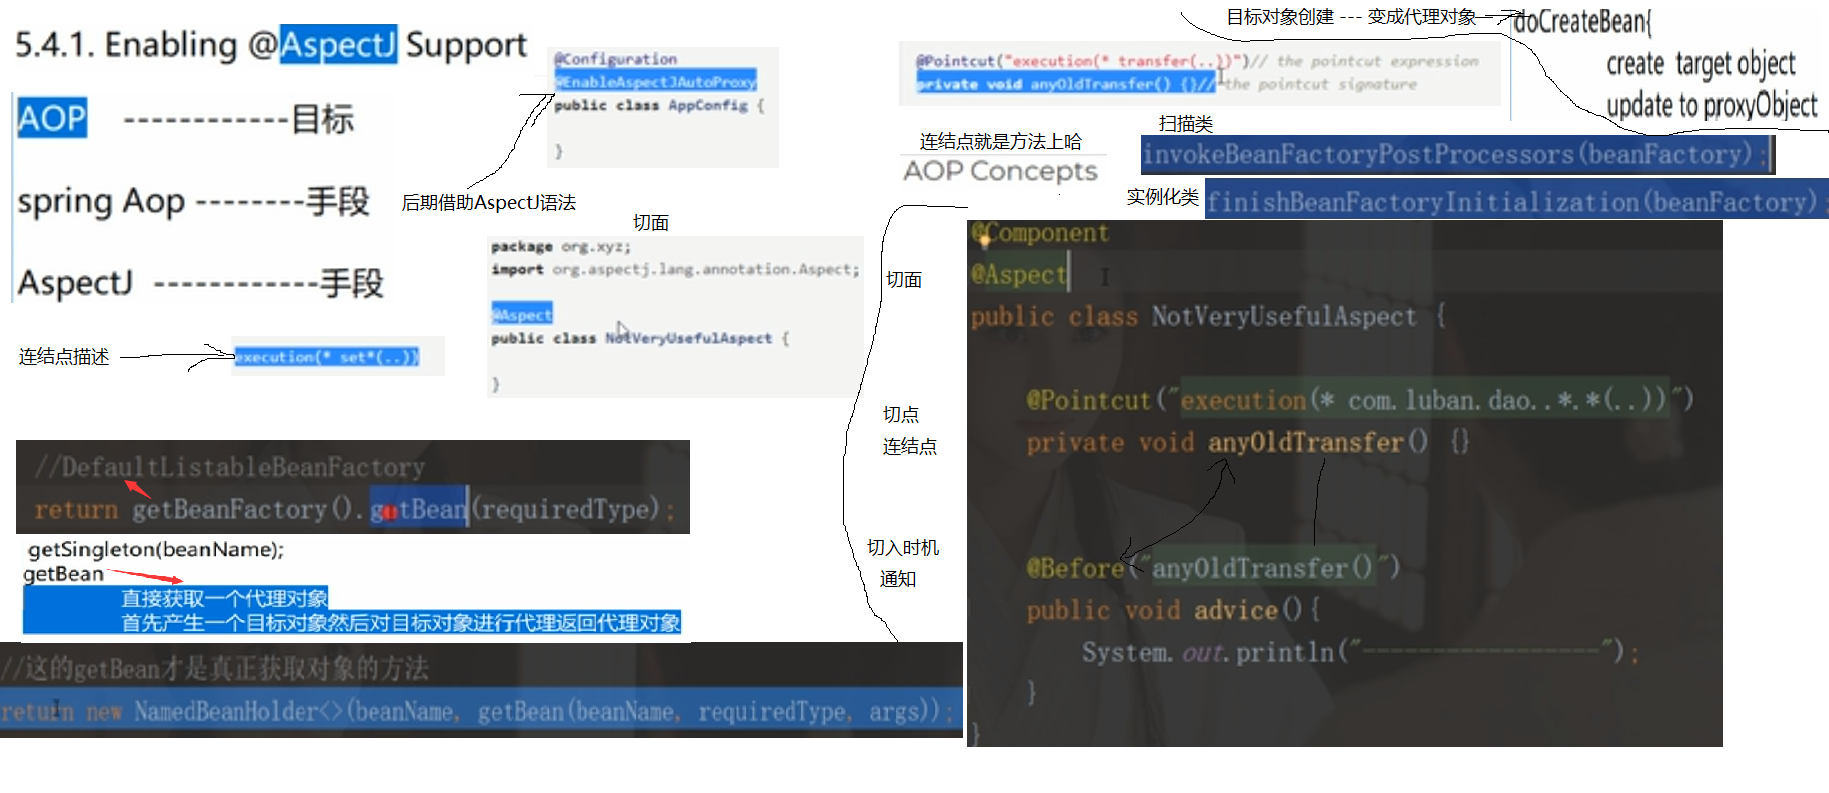 5.4.1. Enabling @AspectJ Support
AOP ------------目标
spring Aop --------手段
AspectJ ------------手段
@Configuration
@EnableAspectJAutoProxy
public class AppConfig {
}
后期借助AspectJ语法
连结点描述
execution(* set*(..))
切面
package org.xyz;
import org.aspectj.lang.annotation.Aspect;
@Aspect
public class NotVeryUsefulAspect {
}
//DefaultListableBeanFactory
return getBeanFactory().getBean(requiredType);
getSingleton(beanName);
getBean
直接获取一个代理对象
首先产生一个目标对象然后对目标对象进行代理返回代理对象
//这的getBean才是真正获取对象的方法
return new NamedBeanHolder<>(beanName, getBean(beanName, requiredType, args));
目标对象创建 --- 变成代理对象
doCreateBean{
create target object
update to proxyObject
@Pointcut("execution(* transfer(..))")// the pointcut expression
private void anyOldTransfer() {}// the pointcut signature
扫描类
invokeBeanFactoryPostProcessors(beanFactory);
连结点就是方法上哈
AOP Concepts
实例化类
finishBeanFactoryInitialization(beanFactory);
切面
切点
连结点
切入时机
通知
@Component
@Aspect
public class NotVeryUsefulAspect {
@Pointcut("execution(* com.luban.dao..*.*(..))")
private void anyOldTransfer() {}
@Before("anyOldTransfer()")
public void advice(){
System.out.println("-----------------");
}
}